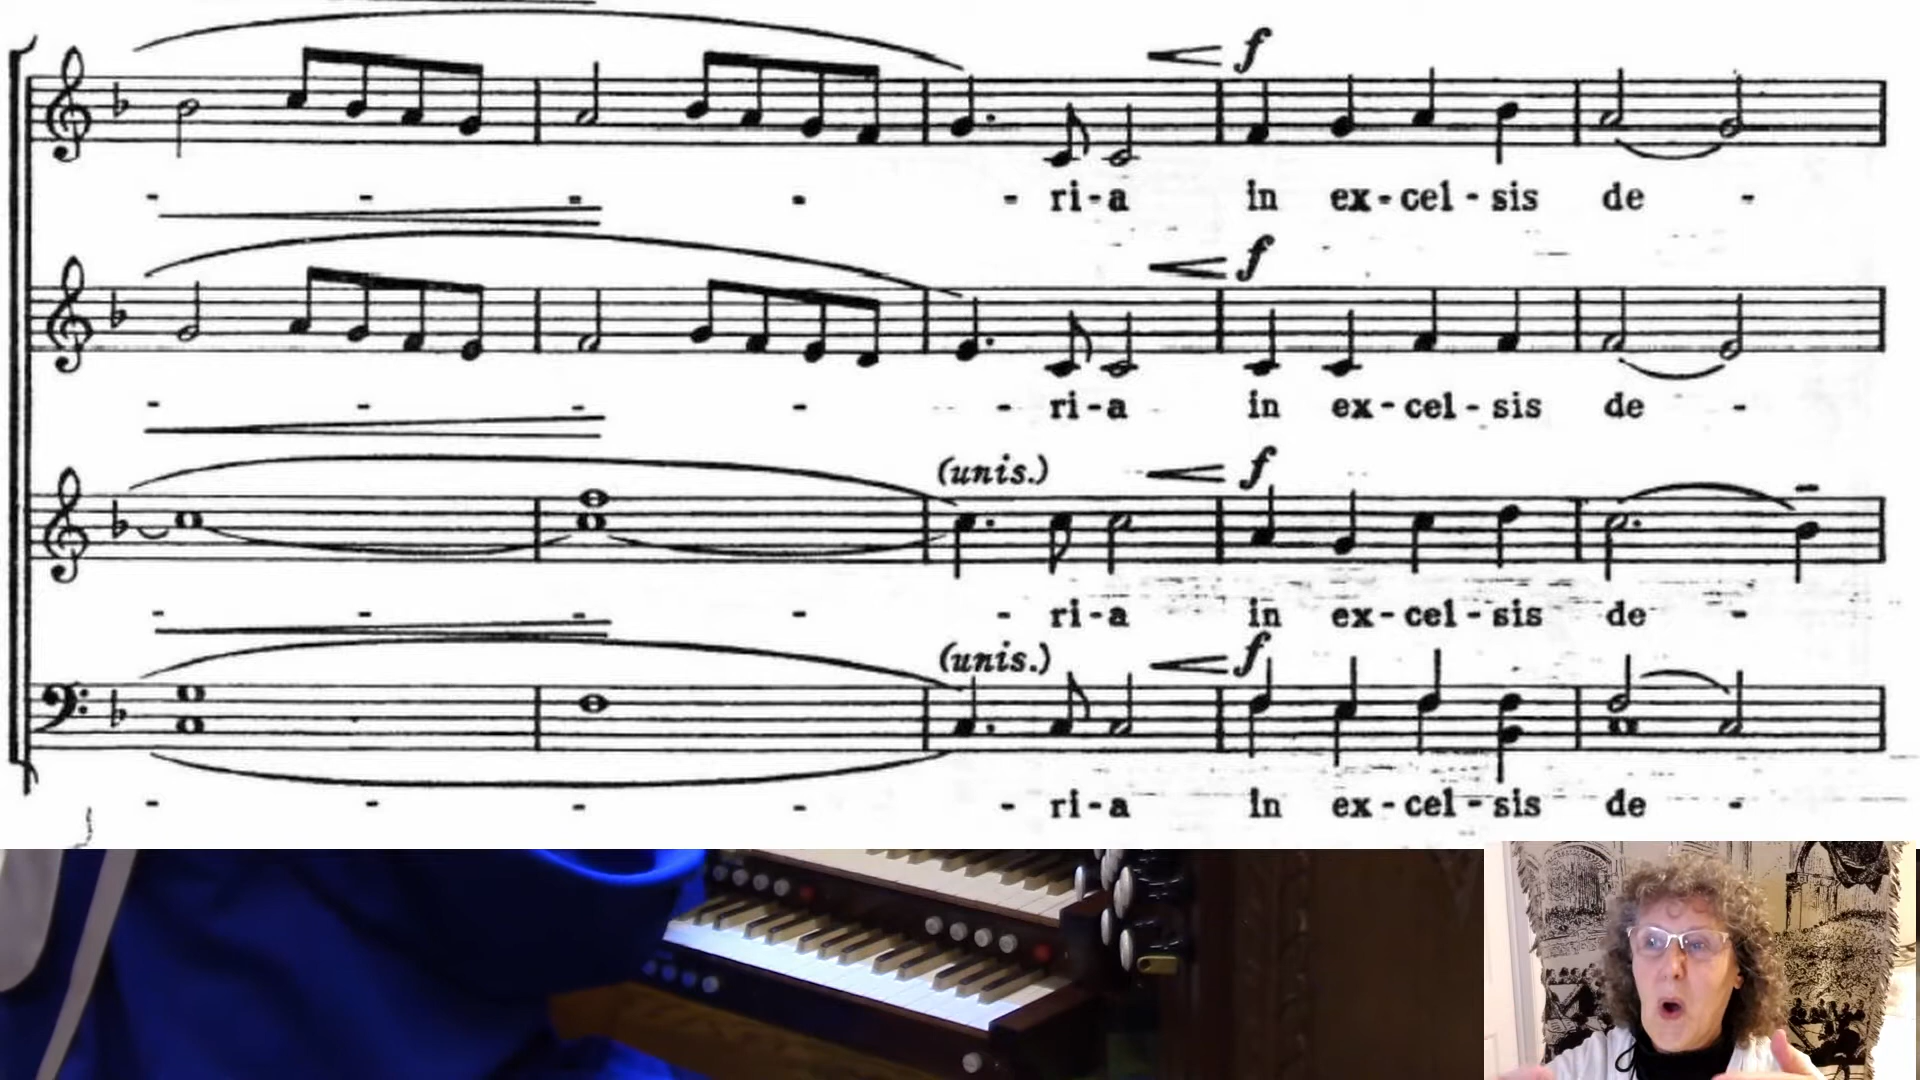 f
- - - - - ri-a in ex-cel-sis de -
f
- - - - - ri-a in ex-cel-sis de -
(unis.) f
- - - - - ri-a in ex-cel-sis de -
(unis.) f
- - - - - ri-a in ex-cel-sis de -